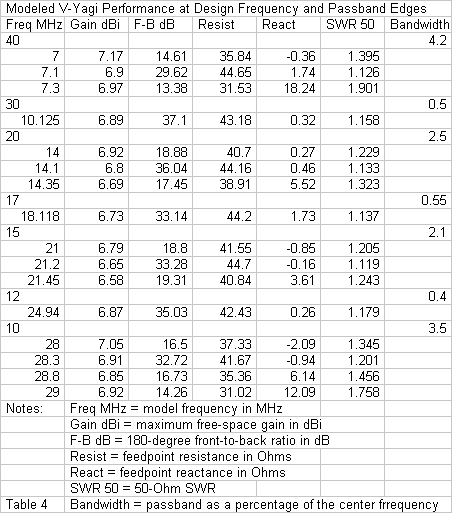 Modeled V-Yagi Performance at Design Frequency and Passband Edges
Freq MHz Gain dBi F-B dB Resist React SWR 50 Bandwidth
40 4.2
7 7.17 14.61 35.84 -0.36 1.395
7.1 6.9 29.62 44.65 1.74 1.126
7.3 6.97 13.38 31.53 18.24 1.901
30 0.5
10.125 6.89 37.1 43.18 0.32 1.158
20 2.5
14 6.92 18.88 40.7 0.27 1.229
14.1 6.8 36.04 44.16 0.46 1.133
14.35 6.69 17.45 38.91 5.52 1.323
17 0.55
18.118 6.73 33.14 44.2 1.73 1.137
15 2.1
21 6.79 18.8 41.55 -0.85 1.205
21.2 6.65 33.28 44.7 -0.16 1.119
21.45 6.58 19.31 40.84 3.61 1.243
12 0.4
24.94 6.87 35.03 42.43 0.26 1.179
10 3.5
28 7.05 16.5 37.33 -2.09 1.345
28.3 6.91 32.72 41.67 -0.94 1.201
28.8 6.85 16.73 35.36 6.14 1.456
29 6.92 14.26 31.02 12.09 1.758
Notes: Freq MHz = model frequency in MHz
Gain dBi = maximum free-space gain in dBi
F-B dB = 180-degree front-to-back ratio in dB
Resist = feedpoint resistance in Ohms
React = feedpoint reactance in Ohms
SWR 50 = 50-Ohm SWR
Table 4 Bandwidth = passband as a percentage of the center frrequency